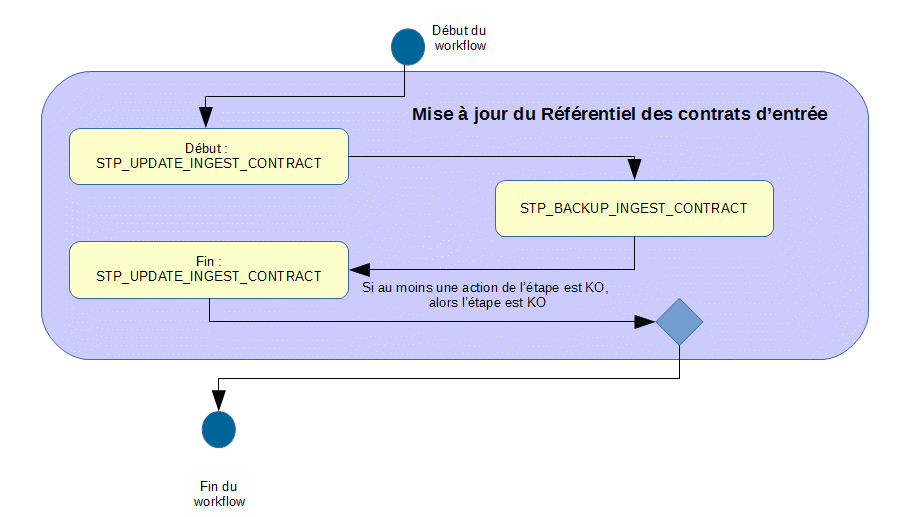 Début du
workflow
Mise à jour du Référentiel des contrats d’entrée
Début :
STP_UPDATE_INGEST_CONTRACT
STP_BACKUP_INGEST_CONTRACT
Fin :
STP_UPDATE_INGEST_CONTRACT
Si au moins une action de l’étape est KO,
alors l’étape est KO
Fin du
workflow